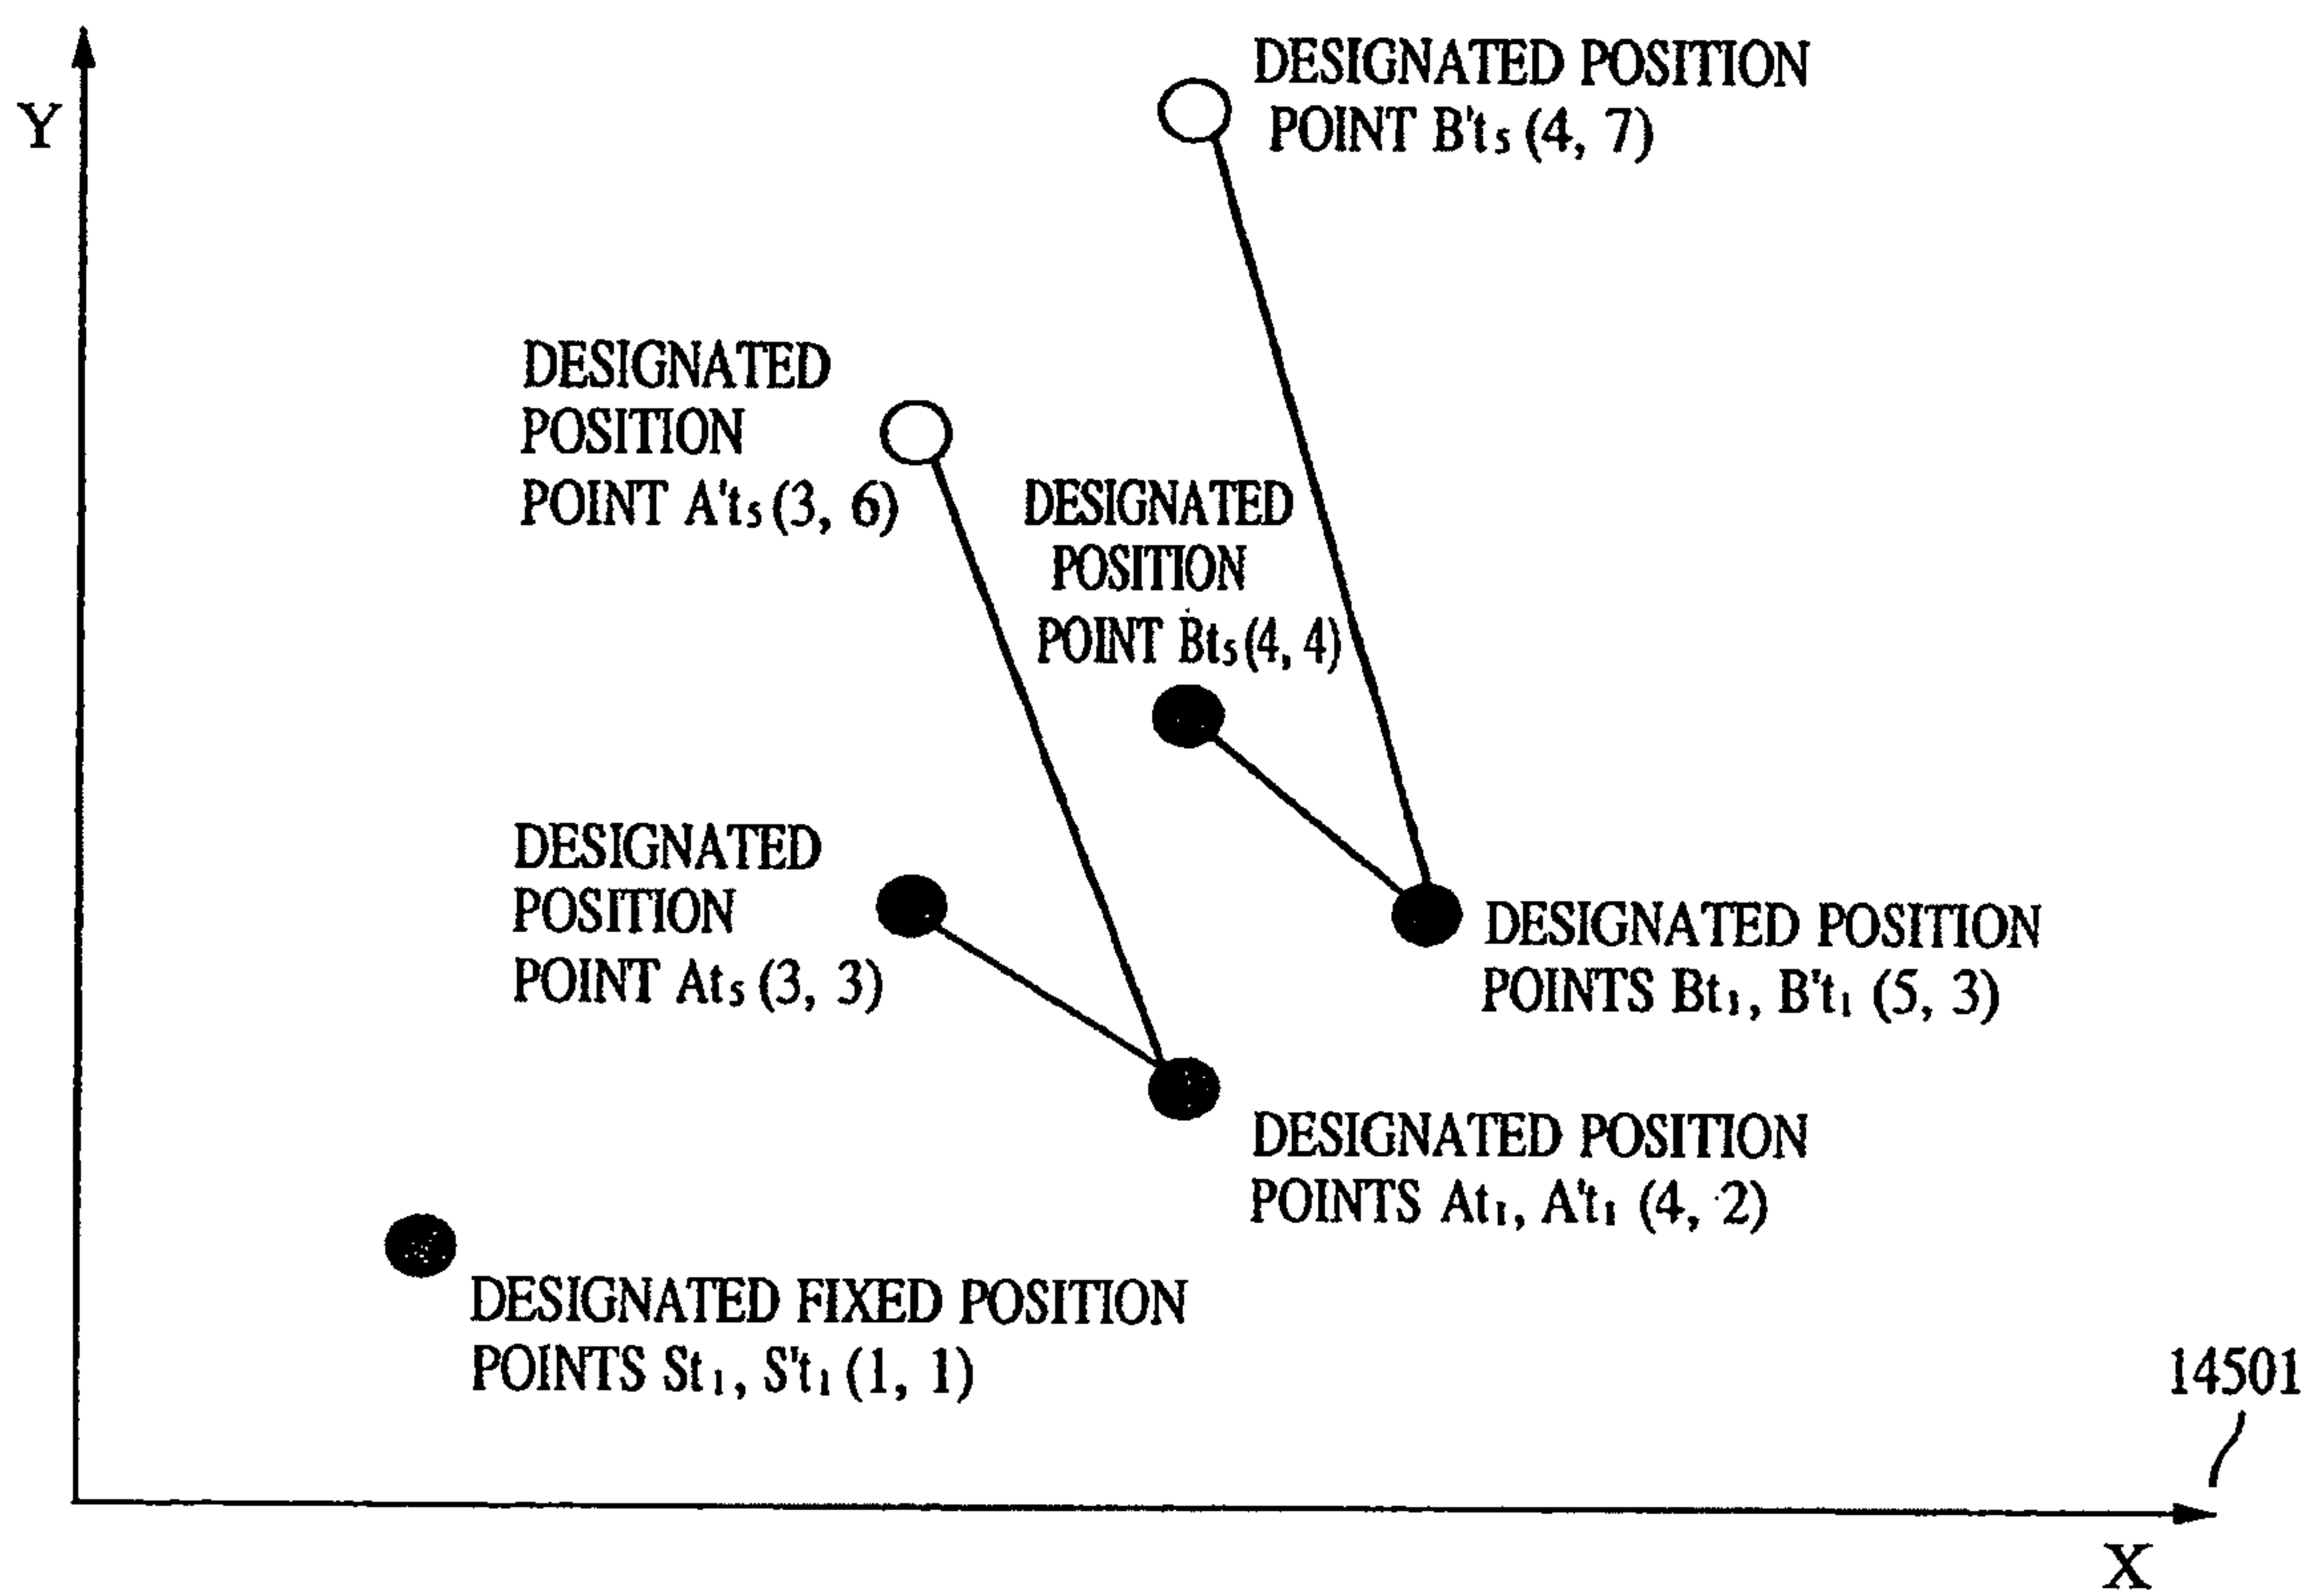 Y
DESIGNATED POSITION
POINT B't₅ (4, 7)
DESIGNATED
POSITION
POINT A't₅ (3, 6)
DESIGNATED
POSITION
POINT Bt₅ (4, 4)
DESIGNATED
POSITION
POINT At₅ (3, 3)
DESIGNATED POSITION
POINTS Bt₁, B't₁ (5, 3)
DESIGNATED POSITION
POINTS At₁, A't₁ (4, 2)
DESIGNATED FIXED POSITION
POINTS St₁, S't₁ (1, 1)
14501
X